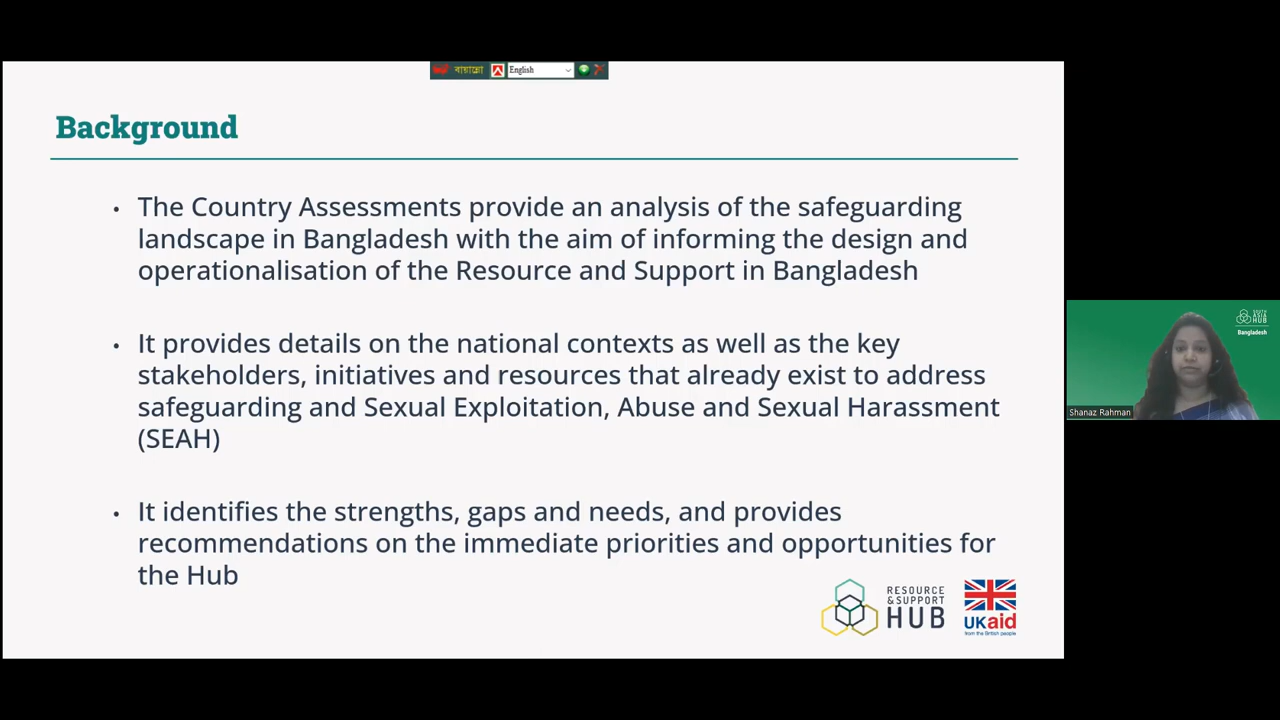 বায়ান্নো English
Background
• The Country Assessments provide an analysis of the safeguarding
landscape in Bangladesh with the aim of informing the design and
operationalisation of the Resource and Support in Bangladesh
• It provides details on the national contexts as well as the key
stakeholders, initiatives and resources that already exist to address
safeguarding and Sexual Exploitation, Abuse and Sexual Harassment
(SEAH)
• It identifies the strengths, gaps and needs, and provides
recommendations on the immediate priorities and opportunities for
the Hub
RESOURCE
& SUPPORT
HUB
UKaid
from the British people
HUB
Bangladesh
Shanaz Rahman